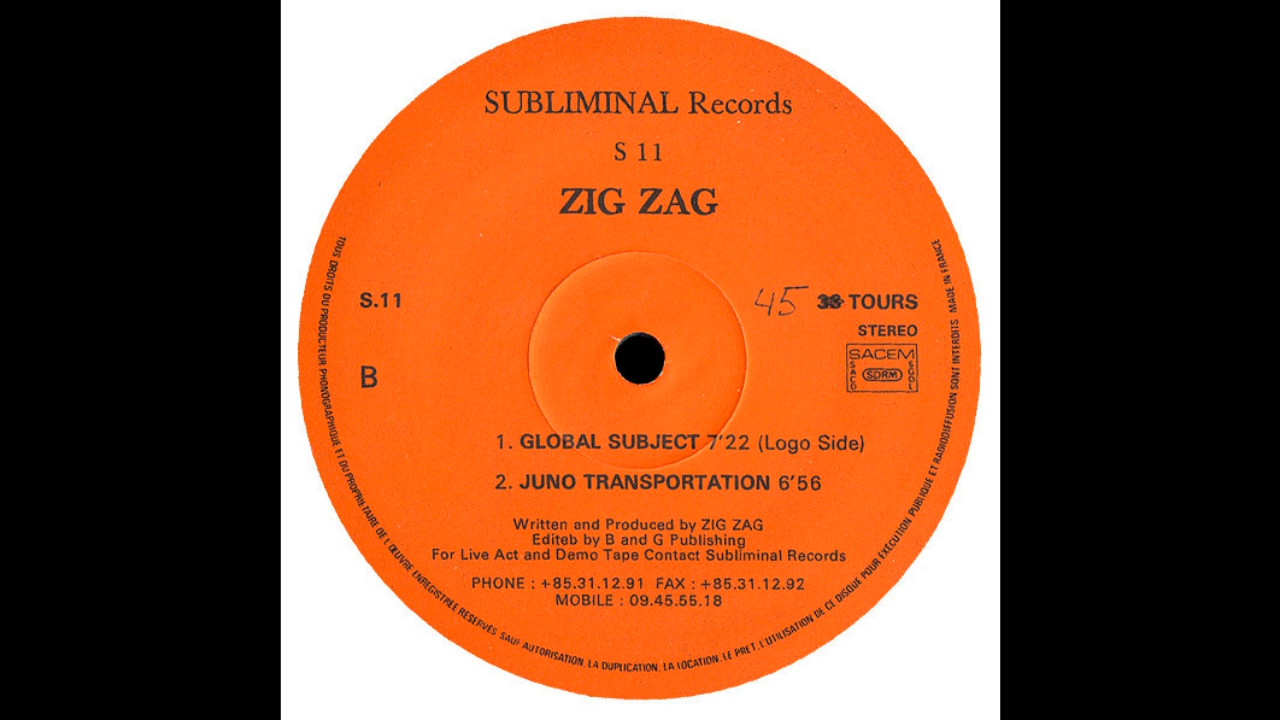 SUBLIMINAL Records
S 11
ZIG ZAG
S.11
45 33 TOURS
STEREO
SACEM
SACD SDRM SGDL
B
1. GLOBAL SUBJECT 7'22 (Logo Side)
2. JUNO TRANSPORTATION 6'56
Written and Produced by ZIG ZAG
Editeb by B and G Publishing
For Live Act and Demo Tape Contact Subliminal Records
PHONE : +85.31.12.91 FAX : +85.31.12.92
MOBILE : 09.45.55.18
TOUS DROITS DU PRODUCTEUR PHONOGRAPHIQUE ET DU PROPRIETAIRE DE L'ŒUVRE ENREGISTREE RESERVES. SAUF AUTORISATION, LA DUPLICATION, LA LOCATION, LE PRET, L'UTILISATION DE CE DISQUE POUR EXECUTION PUBLIQUE ET RADIODIFFUSION SONT INTERDITS MADE IN FRANCE